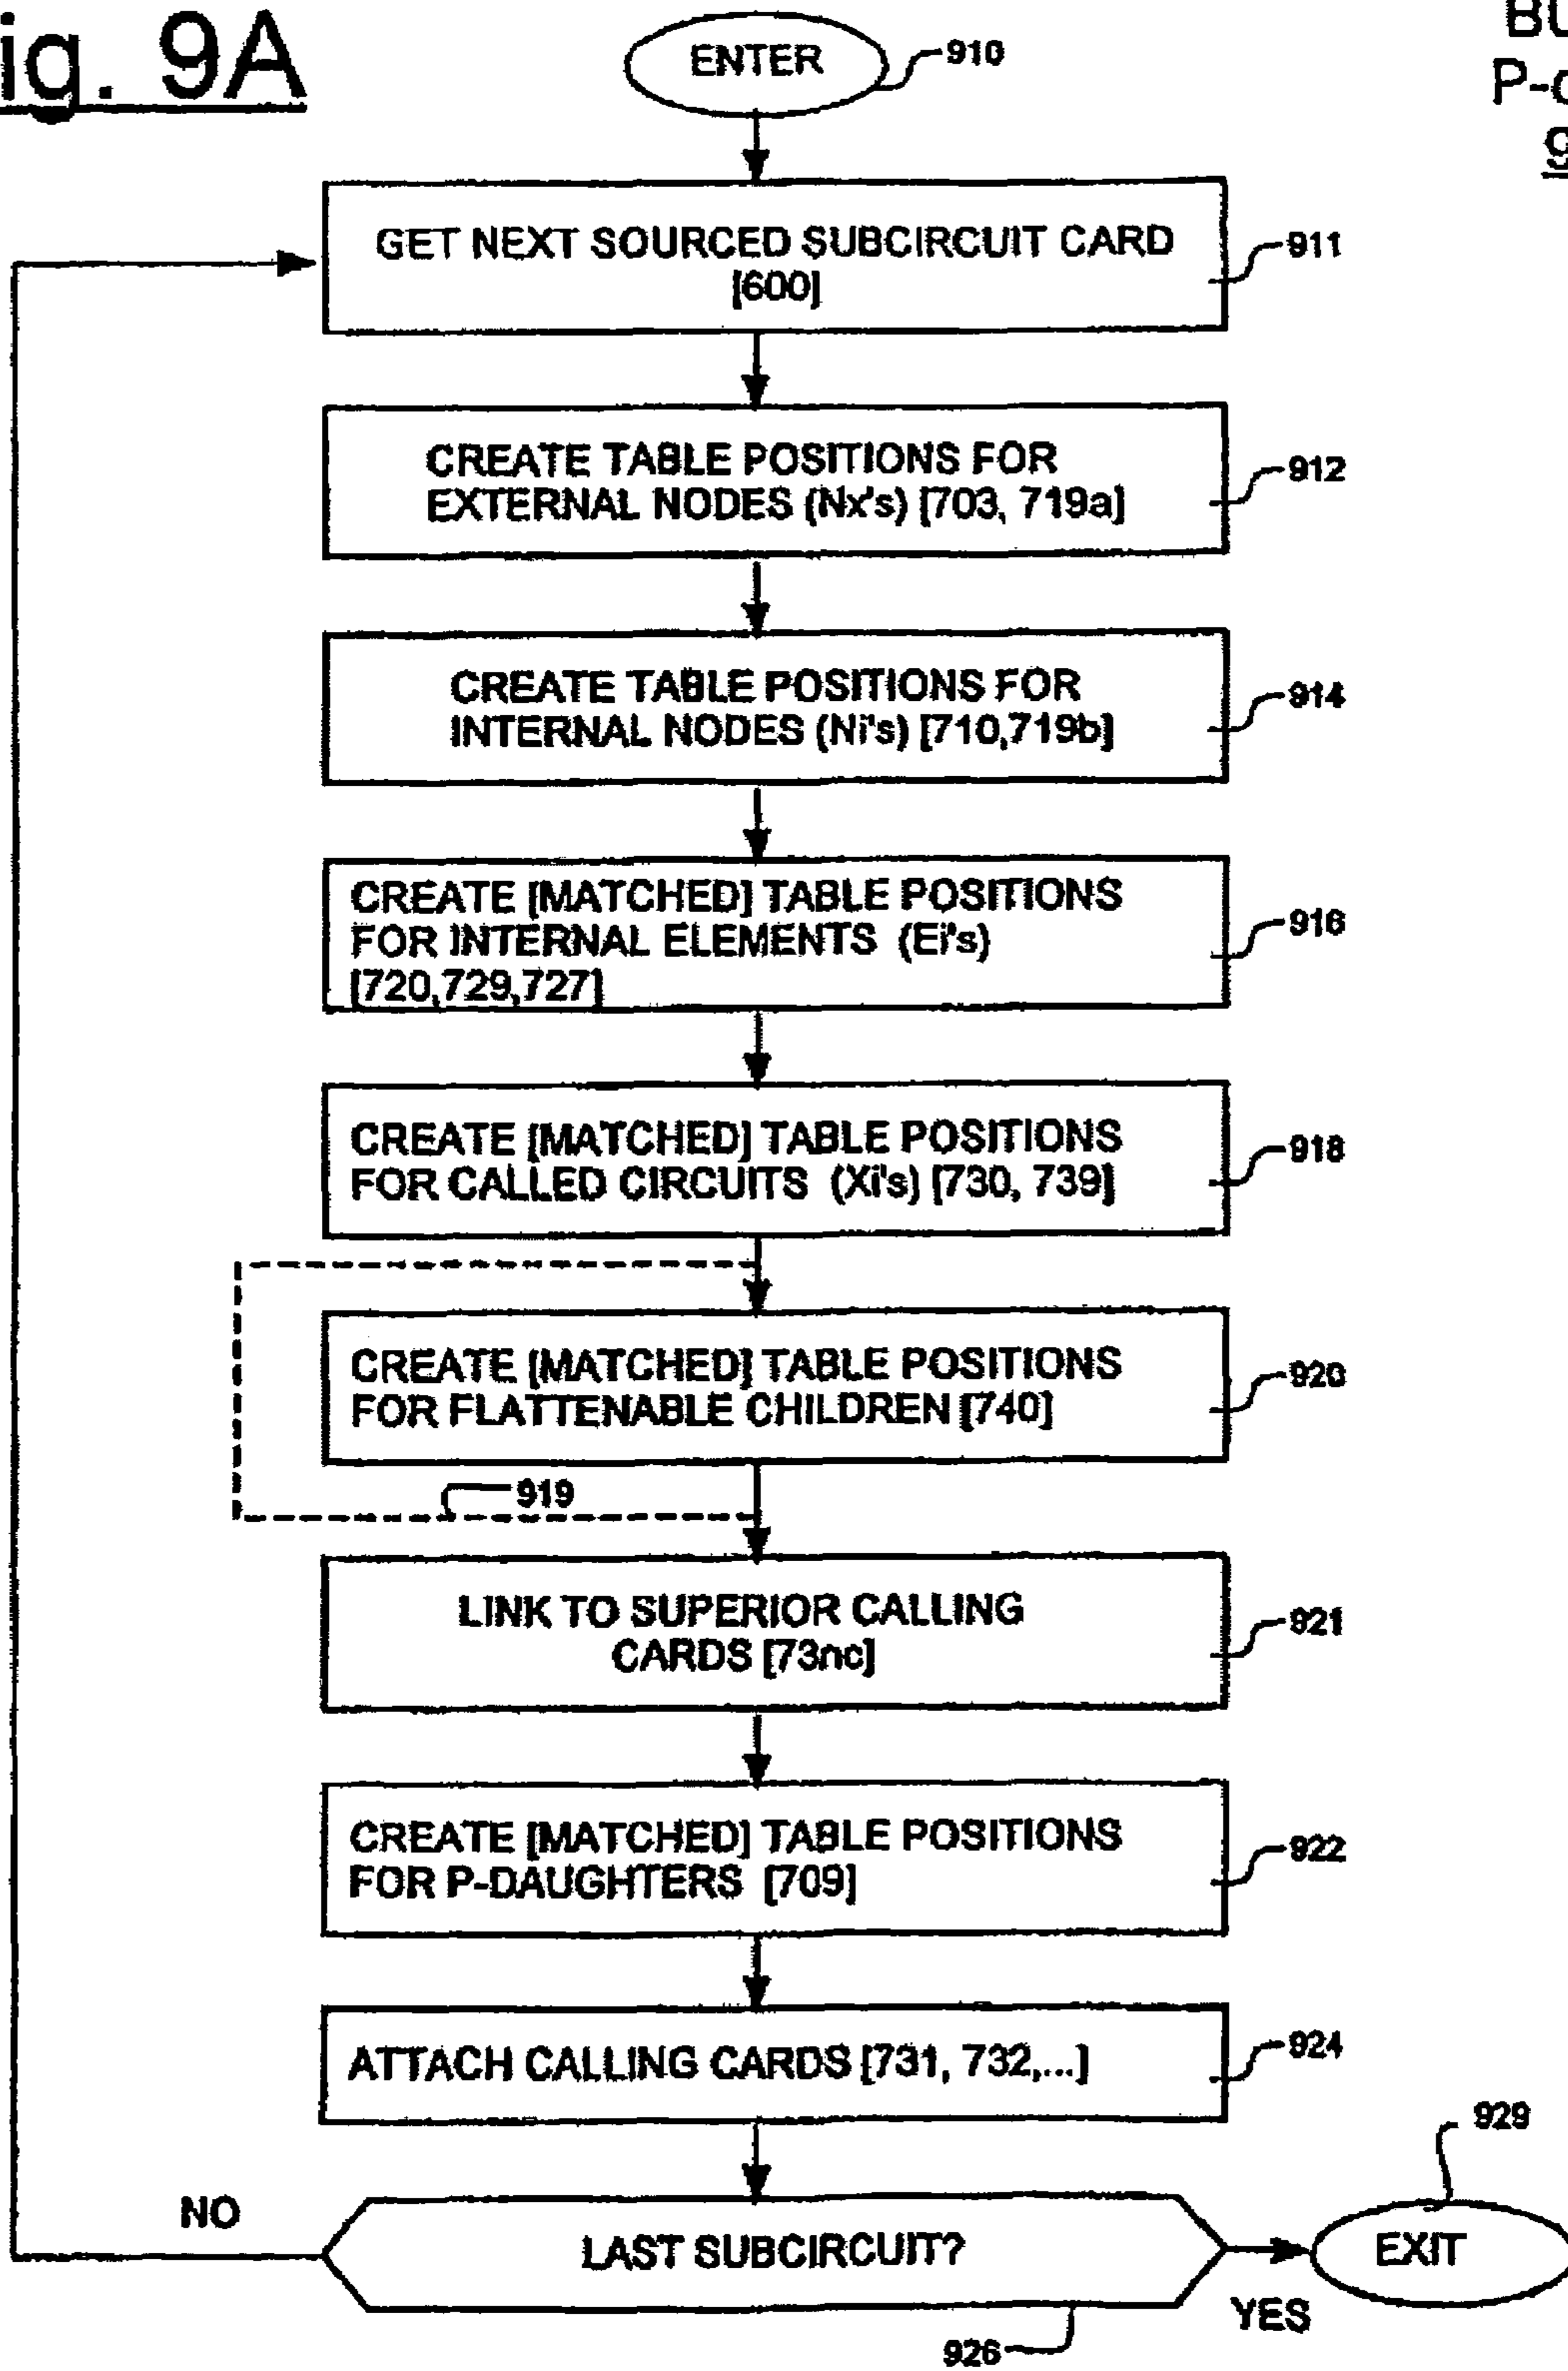 ig. 9A
ENTER
910
GET NEXT SOURCED SUBCIRCUIT CARD
[600]
911
CREATE TABLE POSITIONS FOR
EXTERNAL NODES (Nx's) [703, 719a]
912
CREATE TABLE POSITIONS FOR
INTERNAL NODES (Ni's) [710,719b]
914
CREATE [MATCHED] TABLE POSITIONS
FOR INTERNAL ELEMENTS (Ei's)
[720,729,727]
916
CREATE [MATCHED] TABLE POSITIONS
FOR CALLED CIRCUITS (Xi's) [730, 739]
918
CREATE [MATCHED] TABLE POSITIONS
FOR FLATTENABLE CHILDREN [740]
920
919
LINK TO SUPERIOR CALLING
CARDS [73nc]
921
CREATE [MATCHED] TABLE POSITIONS
FOR P-DAUGHTERS [709]
922
ATTACH CALLING CARDS [731, 732,...]
924
LAST SUBCIRCUIT?
926
NO
YES
EXIT
929